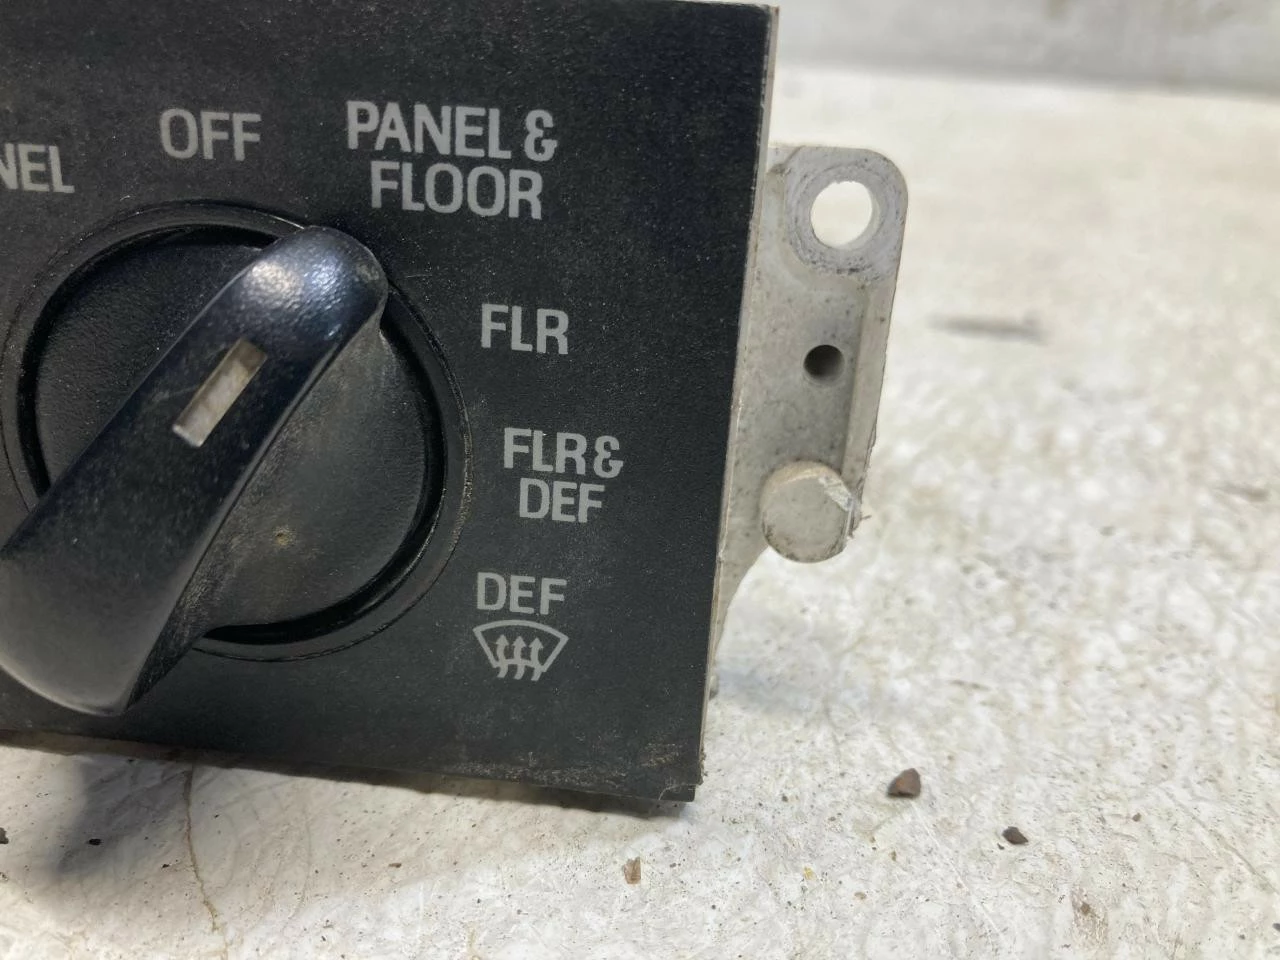 NEL
OFF
PANEL &
FLOOR
FLR
FLR &
DEF
DEF